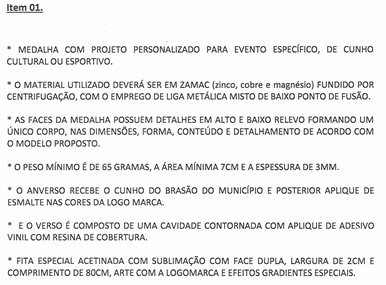 Item 01.
* MEDALHA COM PROJETO PERSONALIZADO PARA EVENTO ESPECÍFICO, DE CUNHO
CULTURAL OU ESPORTIVO.
* O MATERIAL UTILIZADO DEVERÁ SER EM ZAMAC (zinco, cobre e magnésio) FUNDIDO POR
CENTRIFUGAÇÃO, COM O EMPREGO DE LIGA METÁLICA MISTO DE BAIXO PONTO DE FUSÃO.
* AS FACES DA MEDALHA POSSUEM DETALHES EM ALTO E BAIXO RELEVO FORMANDO UM
ÚNICO CORPO, NAS DIMENSÕES, FORMA, CONTEÚDO E DETALHAMENTO DE ACORDO COM
O MODELO PROPOSTO.
* O PESO MÍNIMO É DE 65 GRAMAS, A ÁREA MÍNIMA 7CM E A ESPESSURA DE 3MM.
* O ANVERSO RECEBE O CUNHO DO BRASÃO DO MUNICÍPIO E POSTERIOR APLIQUE DE
ESMALTE NAS CORES DA LOGO MARCA.
* E O VERSO É COMPOSTO DE UMA CAVIDADE CONTORNADA COM APLIQUE DE ADESIVO
VINIL COM RESINA DE COBERTURA.
* FITA ESPECIAL ACETINADA COM SUBLIMAÇÃO COM FACE DUPLA, LARGURA DE 2CM E
COMPRIMENTO DE 80CM, ARTE COM A LOGOMARCA E EFEITOS GRADIENTES ESPECIAIS.